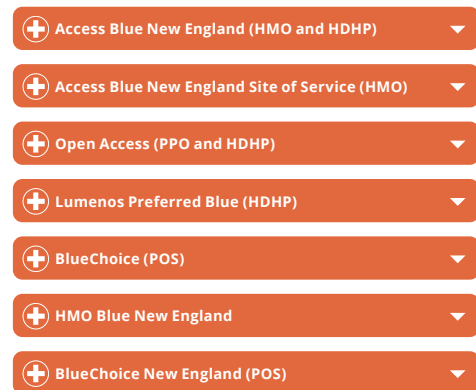 Access Blue New England (HMO and HDHP)
Access Blue New England Site of Service (HMO)
Open Access (PPO and HDHP)
Lumenos Preferred Blue (HDHP)
BlueChoice (POS)
HMO Blue New England
BlueChoice New England (POS)